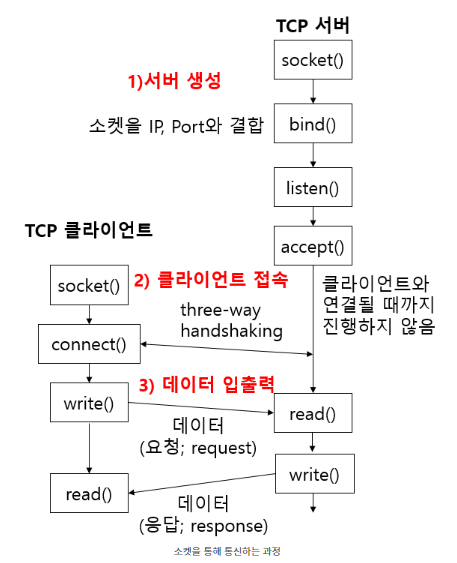 TCP 서버
socket()
1)서버 생성
소켓을 IP, Port와 결합
bind()
listen()
TCP 클라이언트
accept()
socket()
2) 클라이언트 접속
클라이언트와
연결될 때까지
진행하지 않음
three-way
handshaking
connect()
3) 데이터 입출력
write()
read()
데이터
(요청; request)
write()
read()
데이터
(응답; response)
소켓을 통해 통신하는 과정